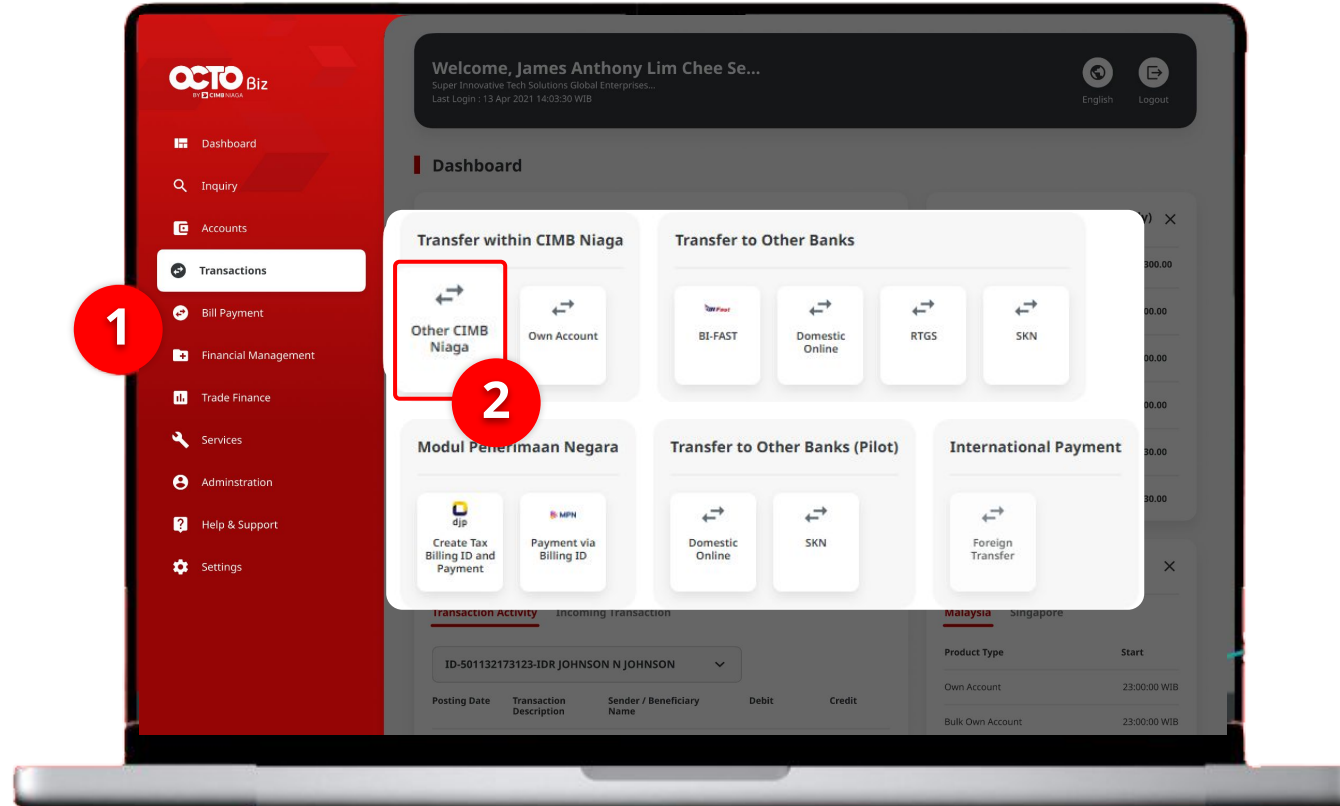 OCTO Biz
BY CIMB NIAGA
Dashboard
Inquiry
Accounts
Transactions
Bill Payment
Financial Management
Trade Finance
Services
Adminstration
Help & Support
Settings
1
Welcome, James Anthony Lim Chee Se...
Super Innovative Tech Solutions Global Enterprises...
Last Login : 13 Apr 2021 14:03:30 WIB
English
Logout
Dashboard
y)
Transfer within CIMB Niaga
Other CIMB
Niaga
Own Account
2
Transfer to Other Banks
BI-FAST
Domestic
Online
RTGS
SKN
300.00
00.00
00.00
00.00
30.00
30.00
Modul Penerimaan Negara
djp
Create Tax
Billing ID and
Payment
MPN
Payment via
Billing ID
Transfer to Other Banks (Pilot)
Domestic
Online
SKN
International Payment
Foreign
Transfer
Transaction Activity Incoming Transaction
ID-501132173123-IDR JOHNSON N JOHNSON
Posting Date Transaction Description Sender / Beneficiary Name Debit Credit
Malaysia Singapore
Product Type Start
Own Account 23:00:00 WIB
Bulk Own Account 23:00:00 WIB